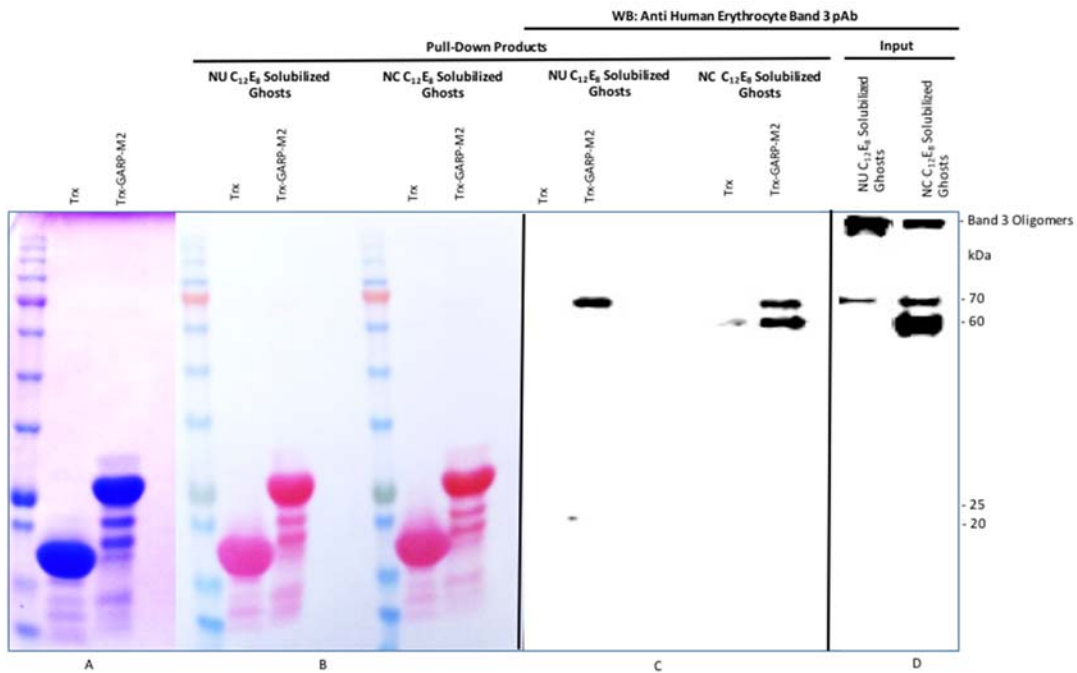 WB: Anti Human Erythrocyte Band 3 pAb
Pull-Down Products
Input
NU C₁₂E₈ Solubilized
Ghosts
NC C₁₂E₈ Solubilized
Ghosts
NU C₁₂E₈ Solubilized
Ghosts
NC C₁₂E₈ Solubilized
Ghosts
NU C₁₂E₈ Solubilized
Ghosts
NC C₁₂E₈ Solubilized
Ghosts
Trx
Trx-GARP-M2
Trx
Trx-GARP-M2
Trx
Trx-GARP-M2
Trx
Trx-GARP-M2
Trx
Trx-GARP-M2
- Band 3 Oligomers
kDa
- 70
- 60
- 25
- 20
A
B
C
D